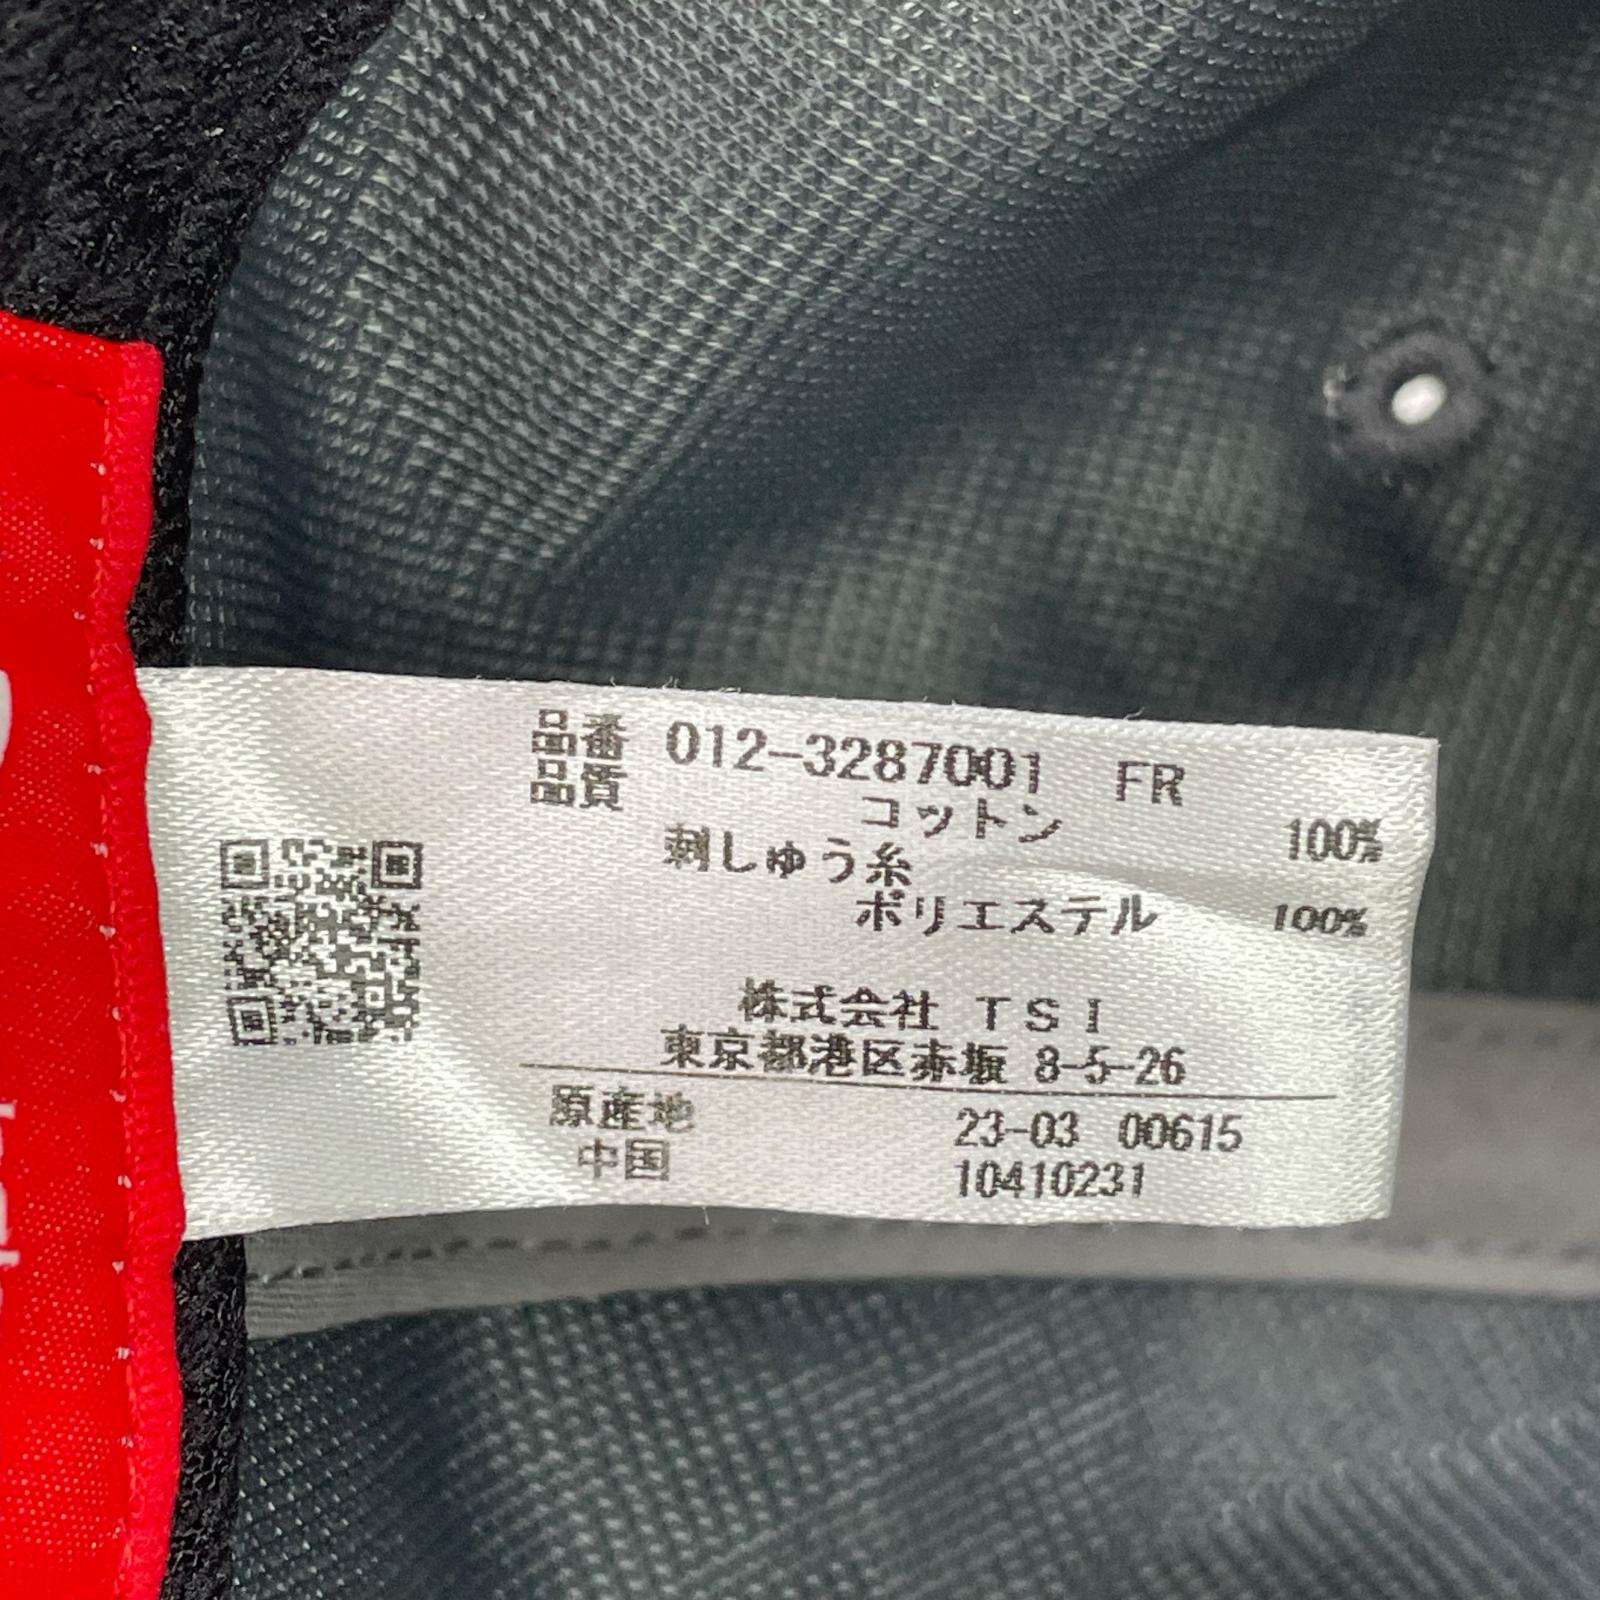 品番 012-3287001 FR
品質 コットン 100%
刺しゅう糸
ポリエステル 100%
株式会社 TSI
東京都港区赤坂 8-5-26
原産地 23-03 00615
中国 10410231